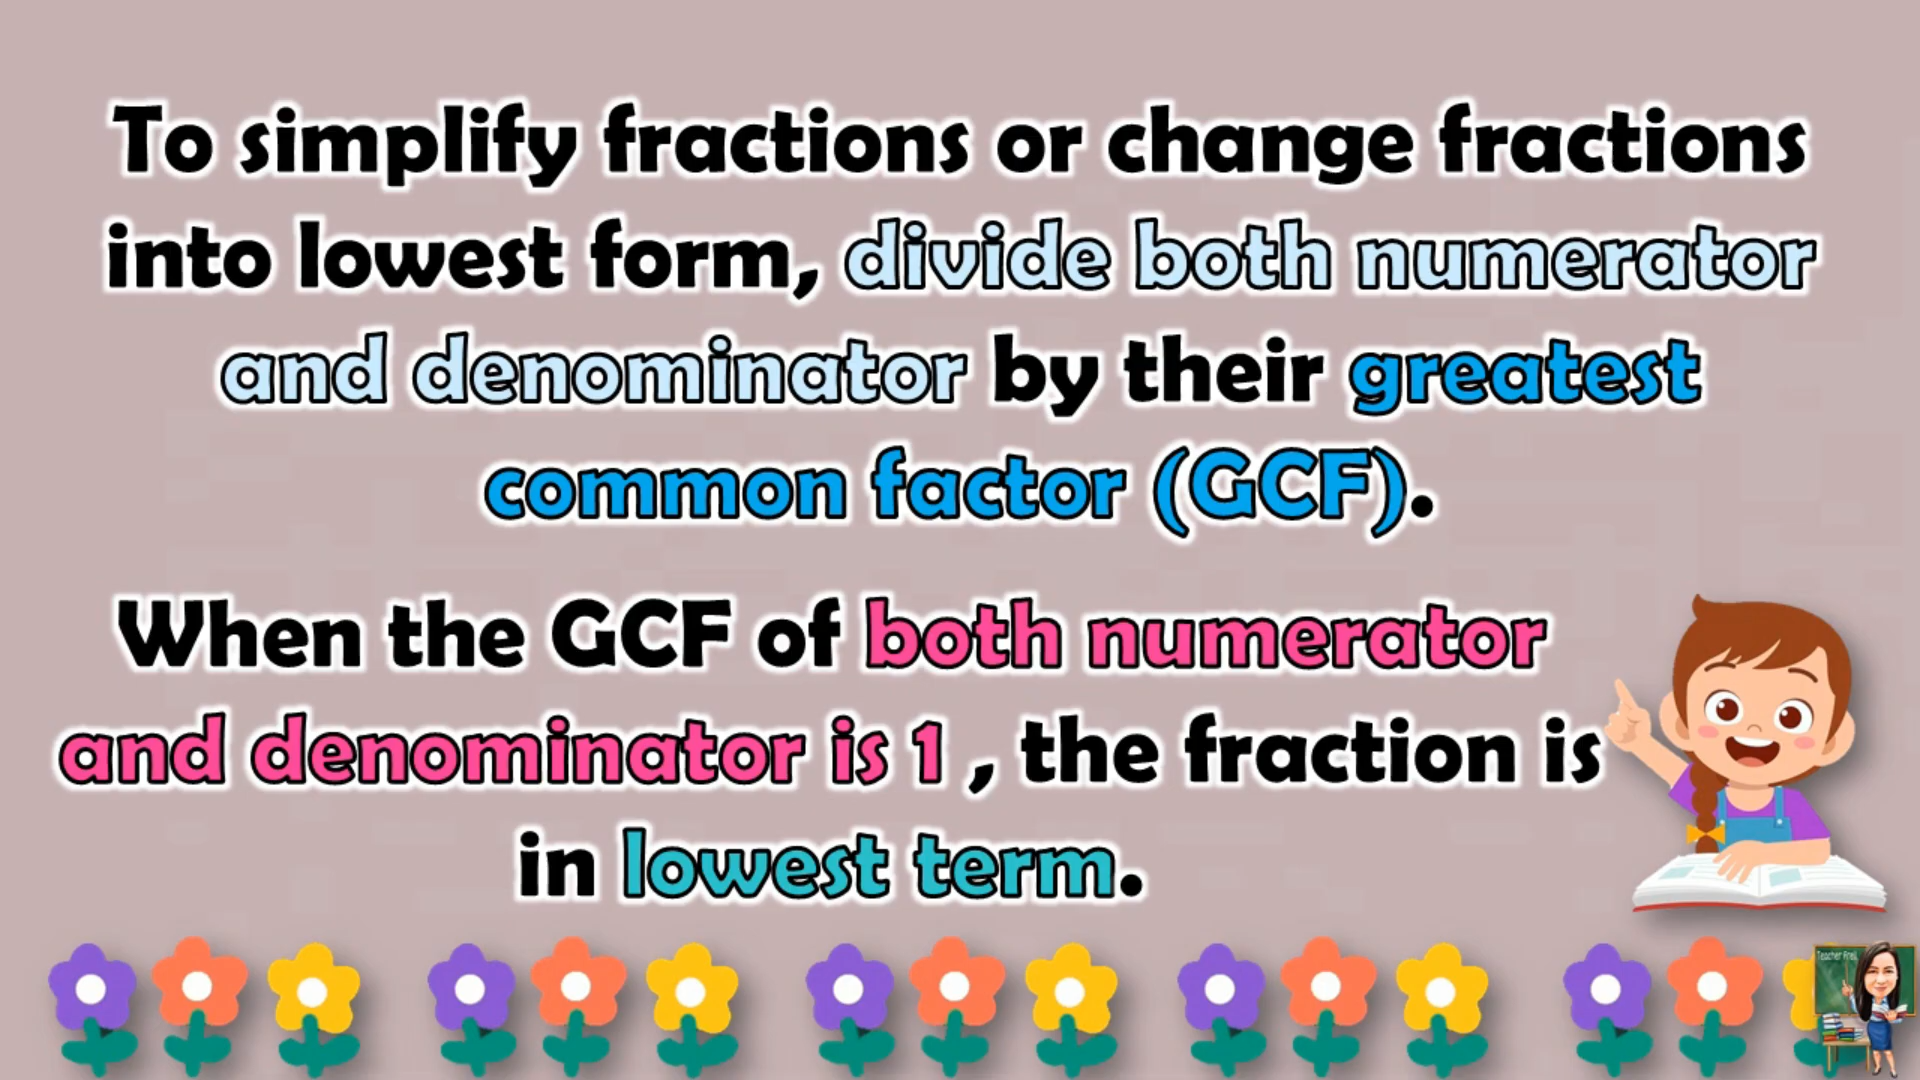 To simplify fractions or change fractions
into lowest form, divide both numerator
and denominator by their greatest
common factor (GCF).
When the GCF of both numerator
and denominator is 1 , the fraction is
in lowest term.